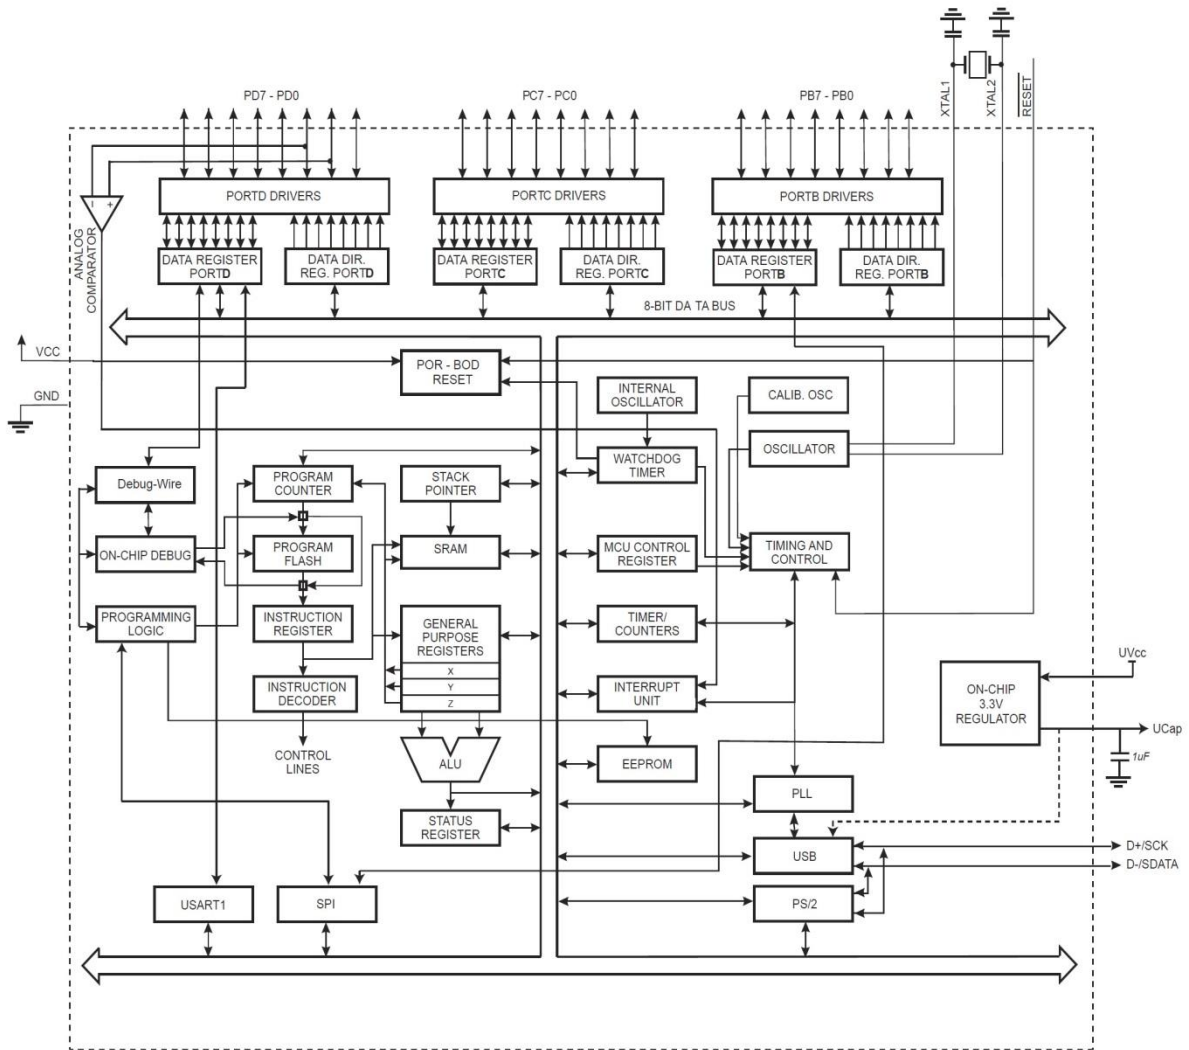 XTAL1
XTAL2
RESET
PD7 - PD0
PC7 - PC0
PB7 - PB0
PORTD DRIVERS
PORTC DRIVERS
PORTB DRIVERS
− +
ANALOG
COMPARATOR
DATA REGISTER
PORTD
DATA DIR.
REG. PORTD
DATA REGISTER
PORTC
DATA DIR.
REG. PORTC
DATA REGISTER
PORTB
DATA DIR.
REG. PORTB
8-BIT DA TA BUS
VCC
GND
POR - BOD
RESET
INTERNAL
OSCILLATOR
CALIB. OSC
WATCHDOG
TIMER
OSCILLATOR
Debug-Wire
PROGRAM
COUNTER
STACK
POINTER
ON-CHIP DEBUG
PROGRAM
FLASH
SRAM
MCU CONTROL
REGISTER
TIMING AND
CONTROL
PROGRAMMING
LOGIC
INSTRUCTION
REGISTER
GENERAL
PURPOSE
REGISTERS
X
Y
Z
TIMER/
COUNTERS
INSTRUCTION
DECODER
INTERRUPT
UNIT
ON-CHIP
3.3V
REGULATOR
UVcc
UCap
1uF
CONTROL
LINES
ALU
EEPROM
STATUS
REGISTER
PLL
USB
PS/2
D+/SCK
D-/SDATA
USART1
SPI